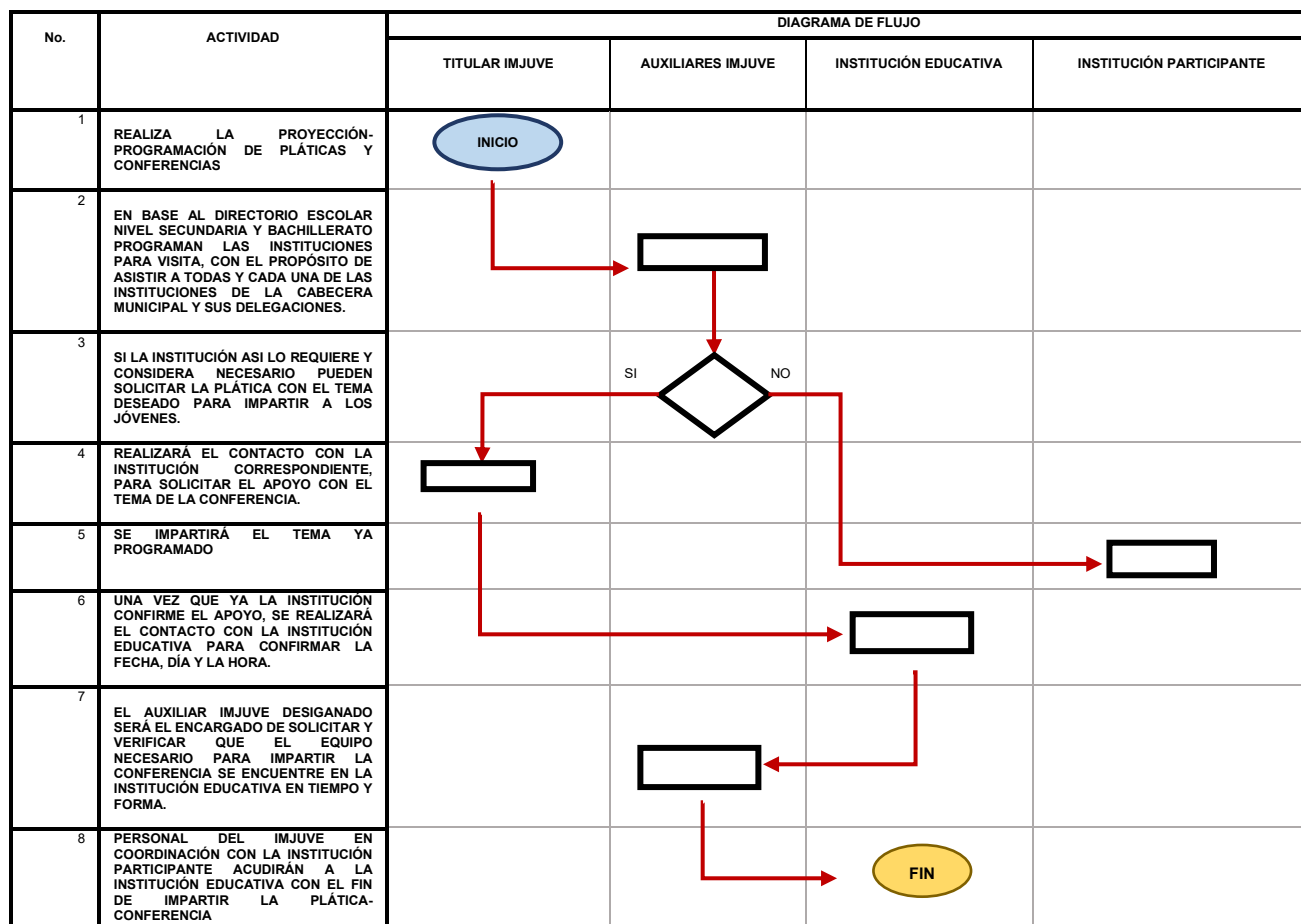 No.
ACTIVIDAD
DIAGRAMA DE FLUJO
TITULAR IMJUVE
AUXILIARES IMJUVE
INSTITUCIÓN EDUCATIVA
INSTITUCIÓN PARTICIPANTE
1
REALIZA LA PROYECCIÓN-
PROGRAMACIÓN DE PLÁTICAS Y
CONFERENCIAS
INICIO
2
EN BASE AL DIRECTORIO ESCOLAR
NIVEL SECUNDARIA Y BACHILLERATO
PROGRAMAN LAS INSTITUCIONES
PARA VISITA, CON EL PROPÓSITO DE
ASISTIR A TODAS Y CADA UNA DE LAS
INSTITUCIONES DE LA CABECERA
MUNICIPAL Y SUS DELEGACIONES.
3
SI LA INSTITUCIÓN ASI LO REQUIERE Y
CONSIDERA NECESARIO PUEDEN
SOLICITAR LA PLÁTICA CON EL TEMA
DESEADO PARA IMPARTIR A LOS
JÓVENES.
SI
NO
4
REALIZARÁ EL CONTACTO CON LA
INSTITUCIÓN CORRESPONDIENTE,
PARA SOLICITAR EL APOYO CON EL
TEMA DE LA CONFERENCIA.
5
SE IMPARTIRÁ EL TEMA YA
PROGRAMADO
6
UNA VEZ QUE YA LA INSTITUCIÓN
CONFIRME EL APOYO, SE REALIZARÁ
EL CONTACTO CON LA INSTITUCIÓN
EDUCATIVA PARA CONFIRMAR LA
FECHA, DÍA Y LA HORA.
7
EL AUXILIAR IMJUVE DESIGANADO
SERÁ EL ENCARGADO DE SOLICITAR Y
VERIFICAR QUE EL EQUIPO
NECESARIO PARA IMPARTIR LA
CONFERENCIA SE ENCUENTRE EN LA
INSTITUCIÓN EDUCATIVA EN TIEMPO Y
FORMA.
8
PERSONAL DEL IMJUVE EN
COORDINACIÓN CON LA INSTITUCIÓN
PARTICIPANTE ACUDIRÁN A LA
INSTITUCIÓN EDUCATIVA CON EL FIN
DE IMPARTIR LA PLÁTICA-
CONFERENCIA
FIN